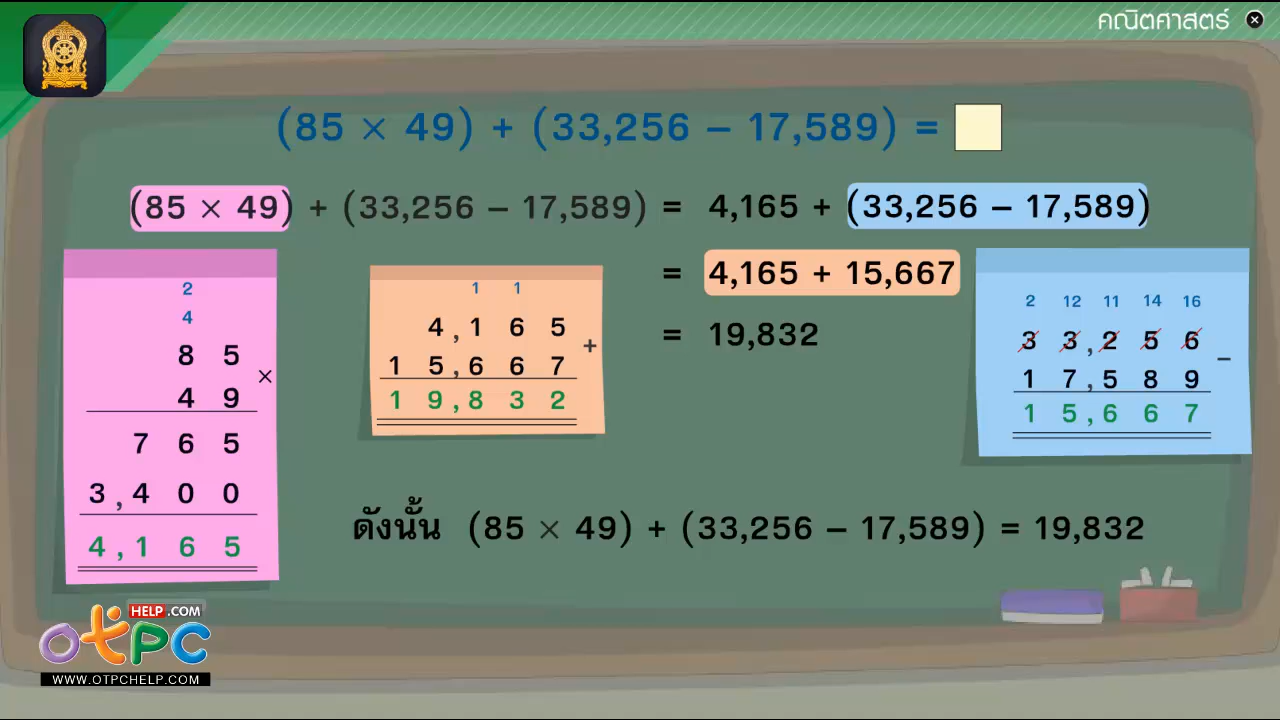 คณิตศาสตร์
(85 × 49) + (33,256 – 17,589) =
(85 × 49) + (33,256 – 17,589) = 4,165 + (33,256 – 17,589)
= 4,165 + 15,667
= 19,832
2
4
8 5
×
4 9
7 6 5
3,4 0 0
4,1 6 5
1 1
4,1 6 5
+
1 5,6 6 7
1 9,8 3 2
2 12 11 14 16
3 3,2 5 6
–
1 7,5 8 9
1 5,6 6 7
ดังนั้น (85 × 49) + (33,256 – 17,589) = 19,832
HELP.COM
OTPC
WWW.OTPCHELP.COM